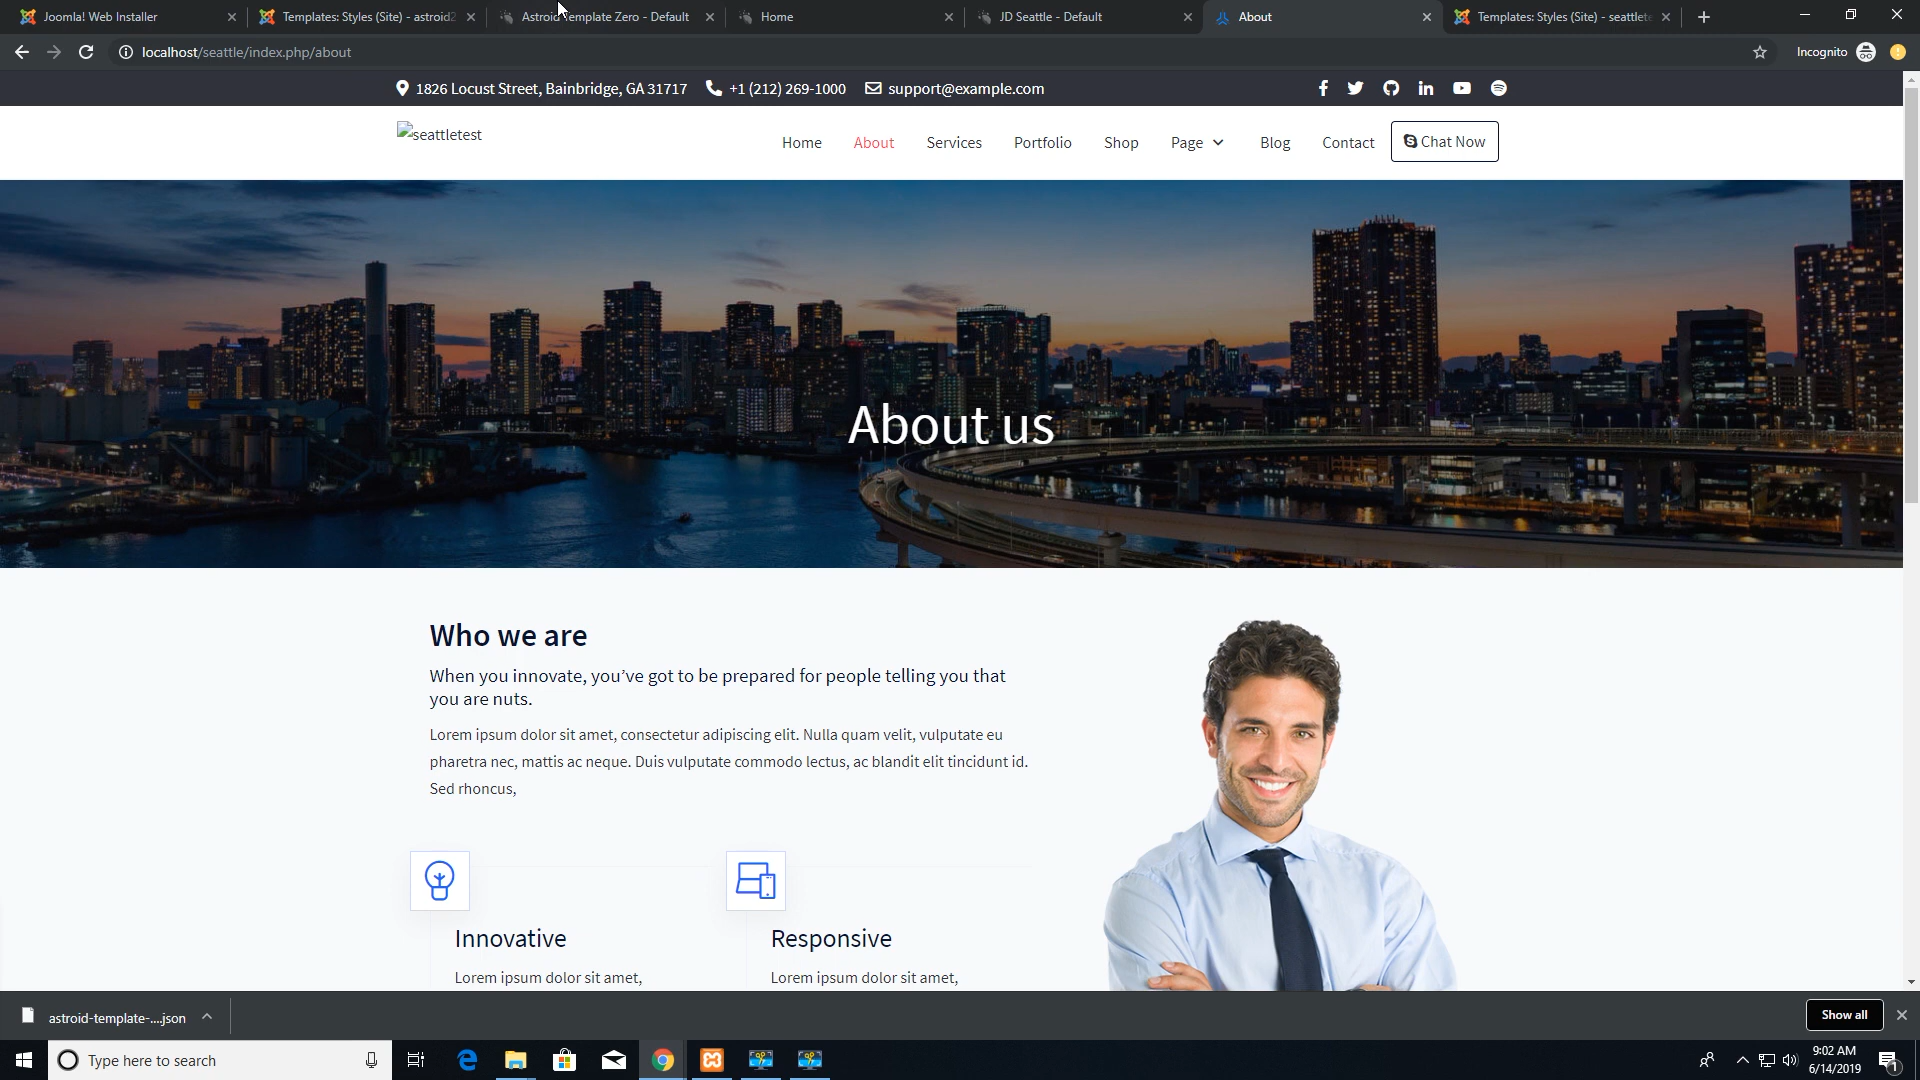 Joomla! Web Installer
Templates: Styles (Site) - astroid2
Astroid Template Zero - Default
Home
JD Seattle - Default
About
Templates: Styles (Site) - seattlet
localhost/seattle/index.php/about
Incognito
1826 Locust Street, Bainbridge, GA 31717
+1 (212) 269-1000
support@example.com
seattletest
Home
About
Services
Portfolio
Shop
Page
Blog
Contact
Chat Now
About us
Who we are
When you innovate, you’ve got to be prepared for people telling you that
you are nuts.
Lorem ipsum dolor sit amet, consectetur adipiscing elit. Nulla quam velit, vulputate eu
pharetra nec, mattis ac neque. Duis vulputate commodo lectus, ac blandit elit tincidunt id.
Sed rhoncus,
Innovative
Responsive
Lorem ipsum dolor sit amet,
Lorem ipsum dolor sit amet,
astroid-template-....json
Show all
Type here to search
9:02 AM
6/14/2019
1